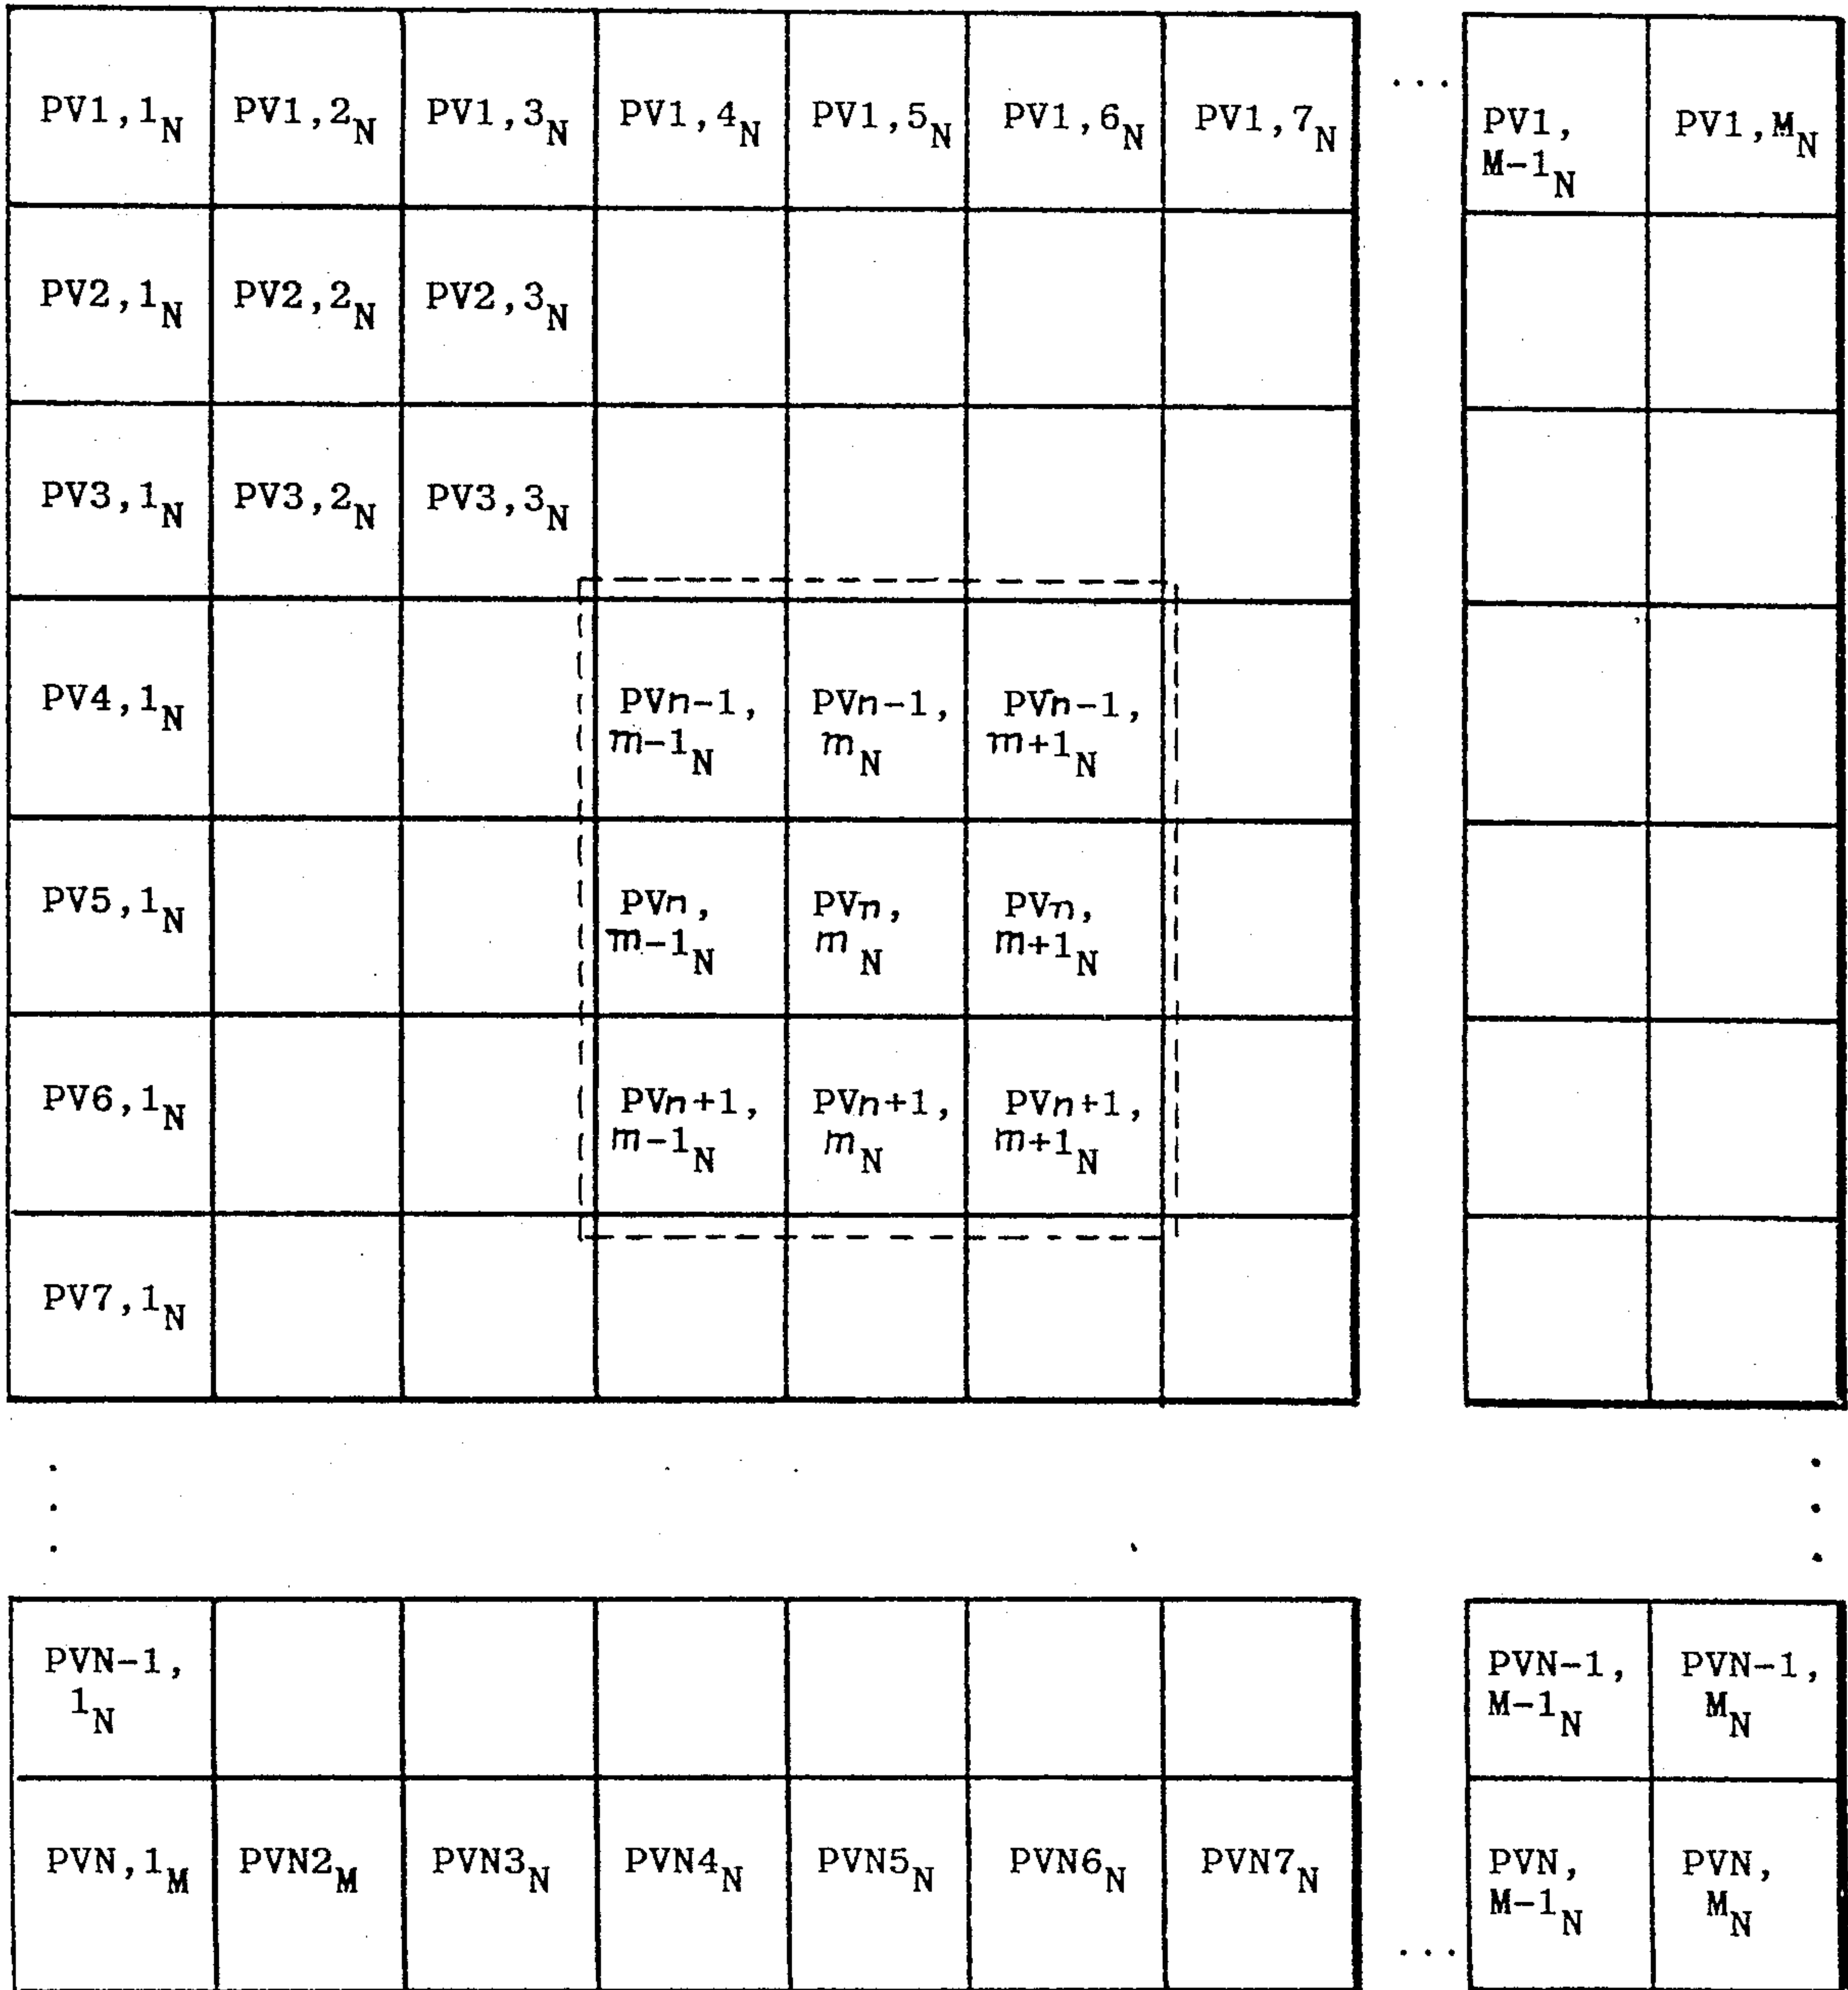 PV1,1N PV1,2N PV1,3N PV1,4N PV1,5N PV1,6N PV1,7N ... PV1, M-1N PV1,MN
PV2,1N PV2,2N PV2,3N
PV3,1N PV3,2N PV3,3N
PV4,1N PVn-1, m-1N PVn-1, mN PVn-1, m+1N
PV5,1N PVn, m-1N PVn, mN PVn, m+1N
PV6,1N PVn+1, m-1N PVn+1, mN PVn+1, m+1N
PV7,1N
PVN-1, 1N PVN-1, M-1N PVN-1, MN
PVN,1M PVN2M PVN3N PVN4N PVN5N PVN6N PVN7N ... PVN, M-1N PVN, MN